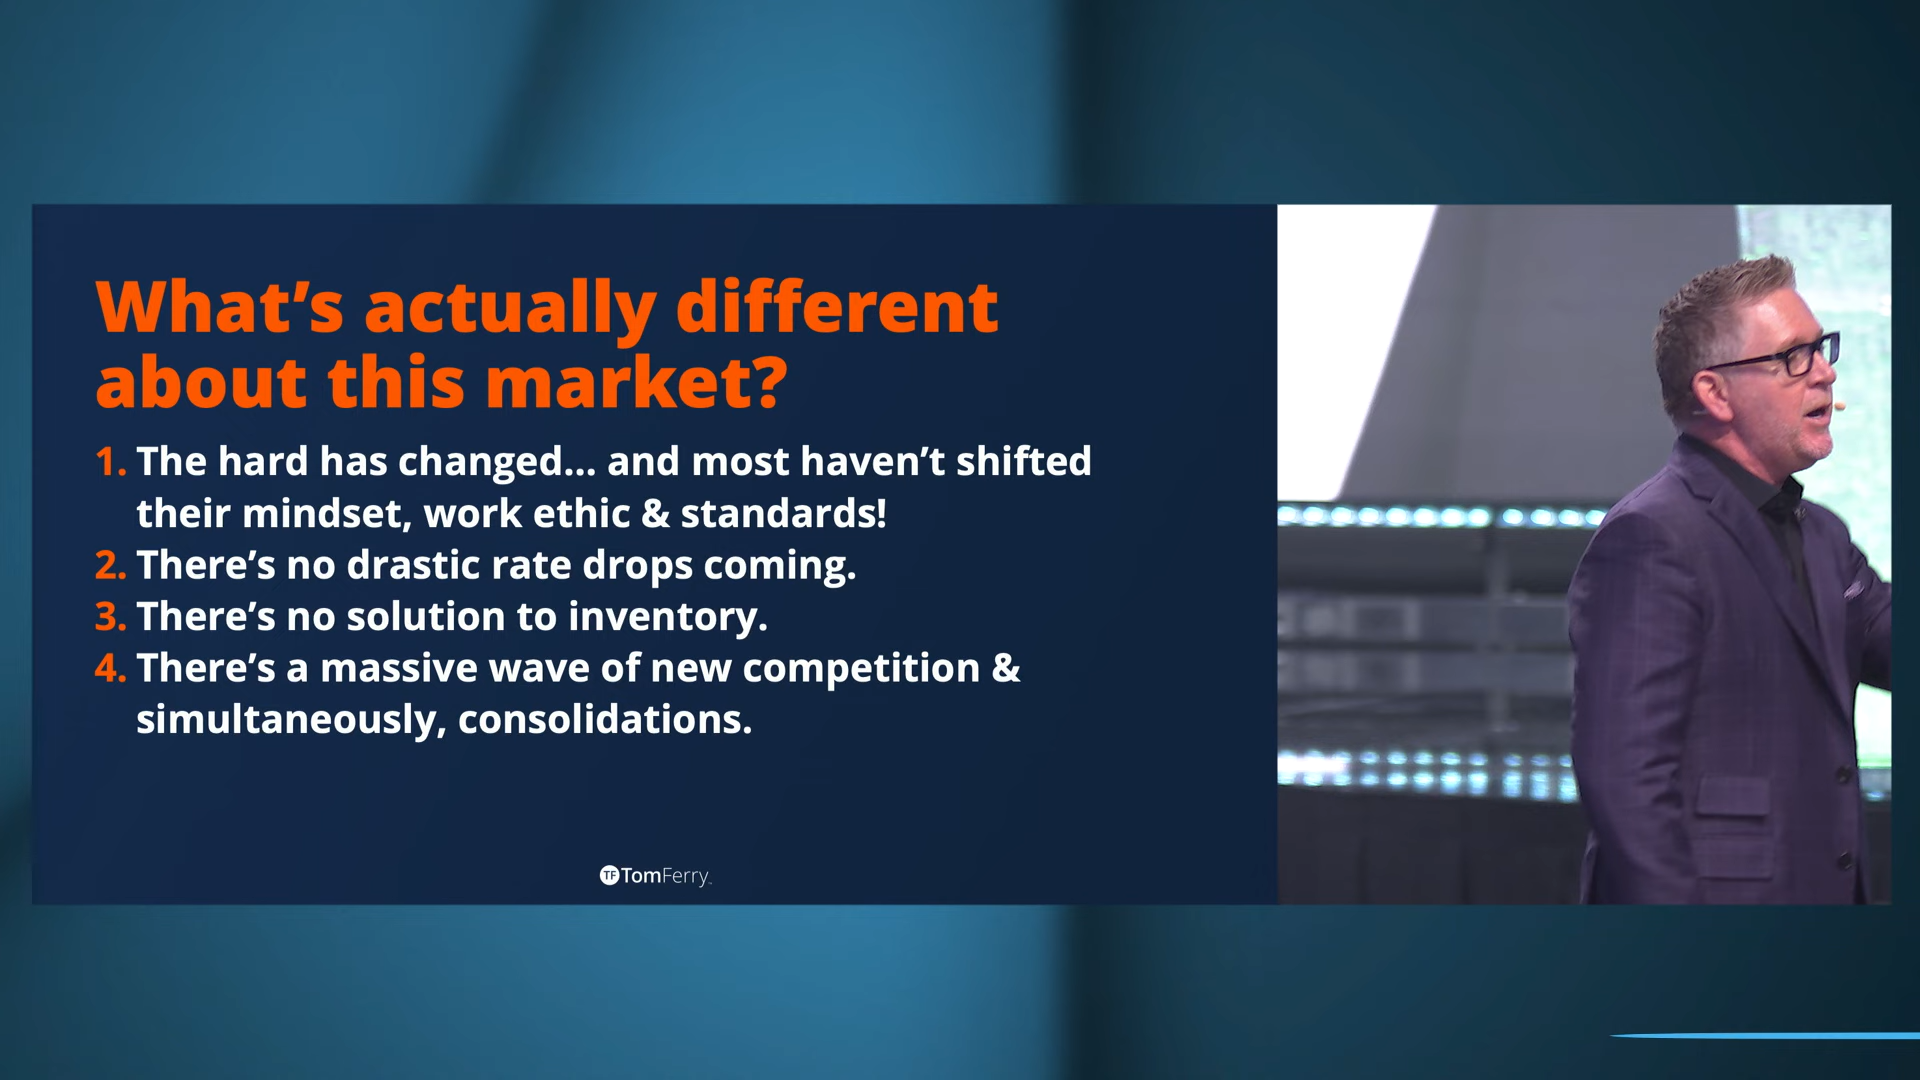 What’s actually different
about this market?
1. The hard has changed... and most haven’t shifted
their mindset, work ethic & standards!
2. There’s no drastic rate drops coming.
3. There’s no solution to inventory.
4. There’s a massive wave of new competition &
simultaneously, consolidations.
TF TomFerry